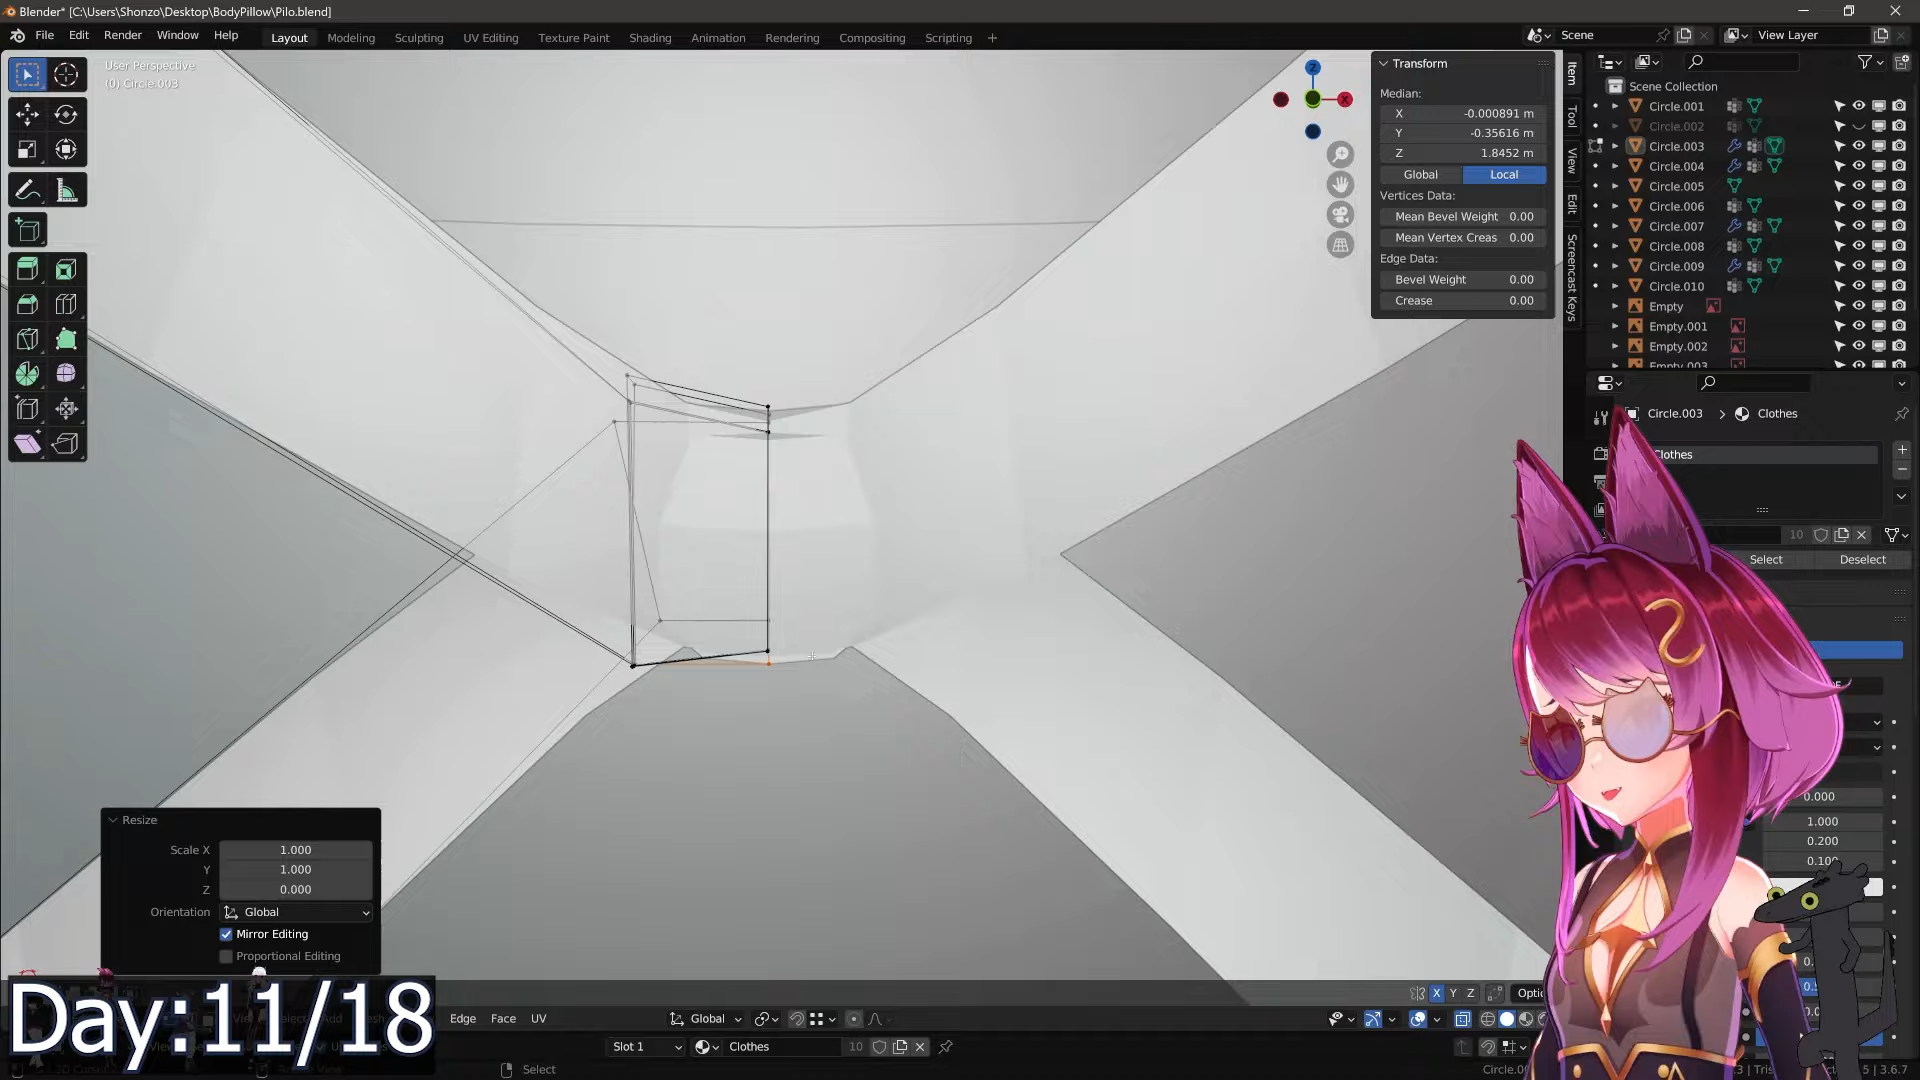 Blender* [C:\Users\Shonzo\Desktop\BodyPillow\Pilo.blend]
File Edit Render Window Help
Layout Modeling Sculpting UV Editing Texture Paint Shading Animation Rendering Compositing Scripting +
Scene
View Layer
User Perspective
(0) Circle.003
Transform
Median:
X -0.000891 m
Y -0.35616 m
Z 1.8452 m
Global Local
Vertices Data:
Mean Bevel Weight 0.00
Mean Vertex Creas 0.00
Edge Data:
Bevel Weight 0.00
Crease 0.00
Item
Tool
View
Edit
Screencast Keys
Z
X
Scene Collection
Circle.001
Circle.002
Circle.003
Circle.004
Circle.005
Circle.006
Circle.007
Circle.008
Circle.009
Circle.010
Empty
Empty.001
Empty.002
Empty.003
Circle.003 > Clothes
Clothes
10
Select Deselect
0.000
1.000
0.200
0.100
Resize
Scale X 1.000
Y 1.000
Z 0.000
Orientation Global
Mirror Editing
Proportional Editing
Day:11/18
X Y Z
Edge Face UV
Global
Slot 1
Clothes 10
Select
3.6.7